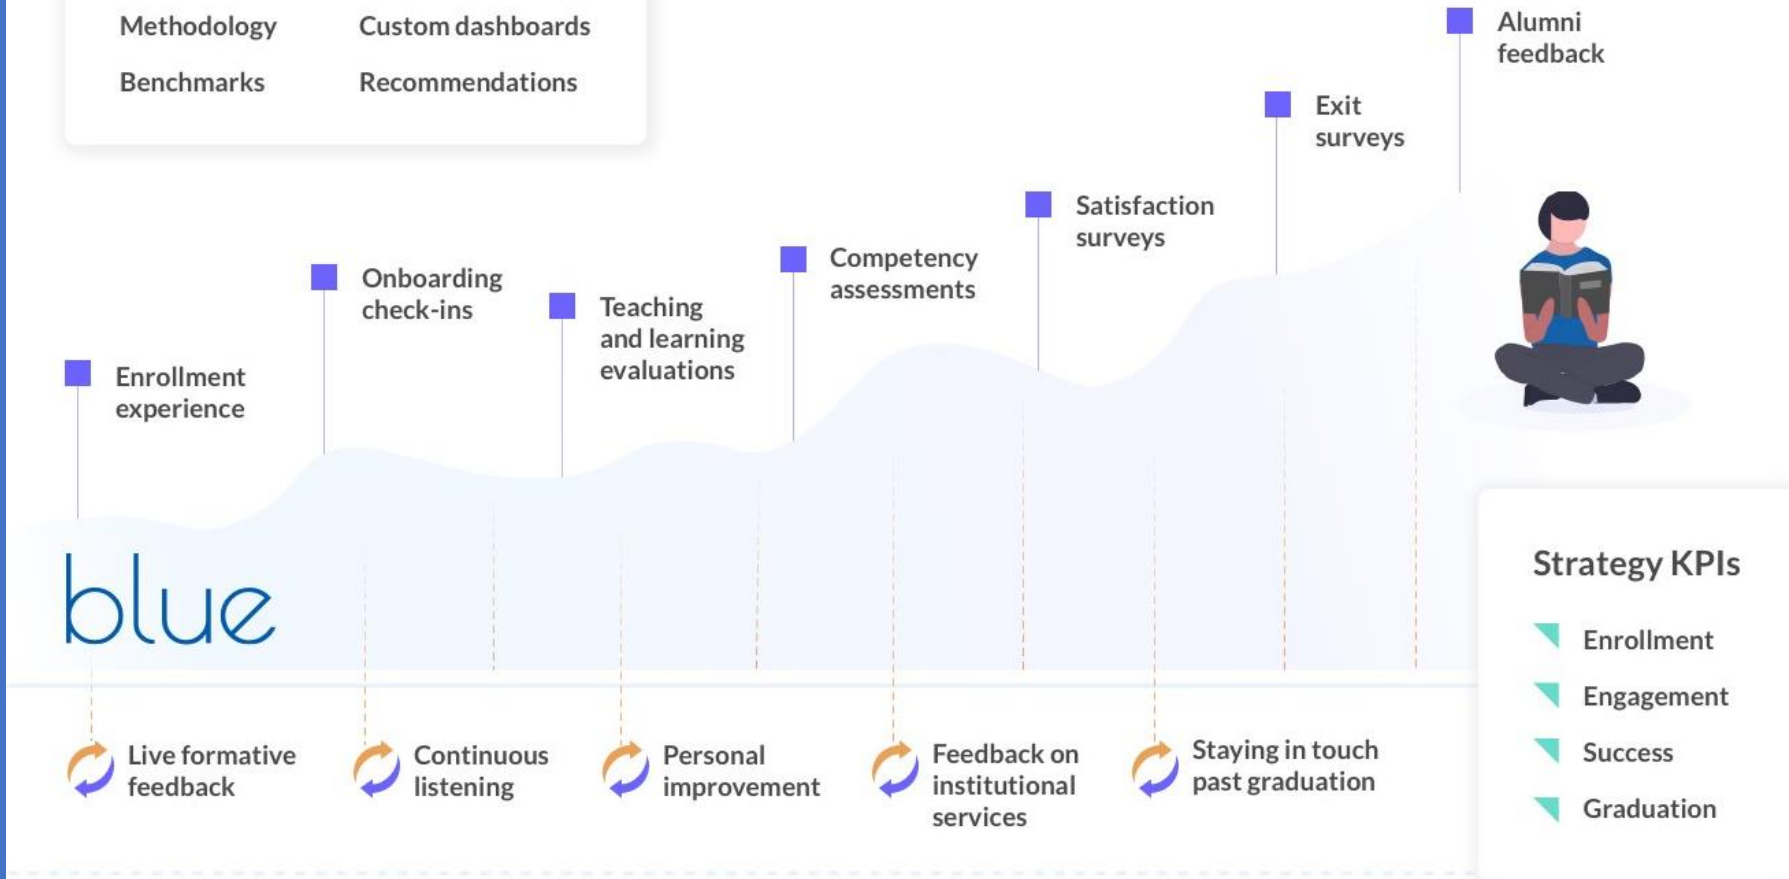 Methodology
Custom dashboards
Benchmarks
Recommendations
Alumni
feedback
Exit
surveys
Satisfaction
surveys
Competency
assessments
Onboarding
check-ins
Teaching
and learning
evaluations
Enrollment
experience
blue
Strategy KPIs
Enrollment
Engagement
Success
Graduation
Live formative
feedback
Continuous
listening
Personal
improvement
Feedback on
institutional
services
Staying in touch
past graduation